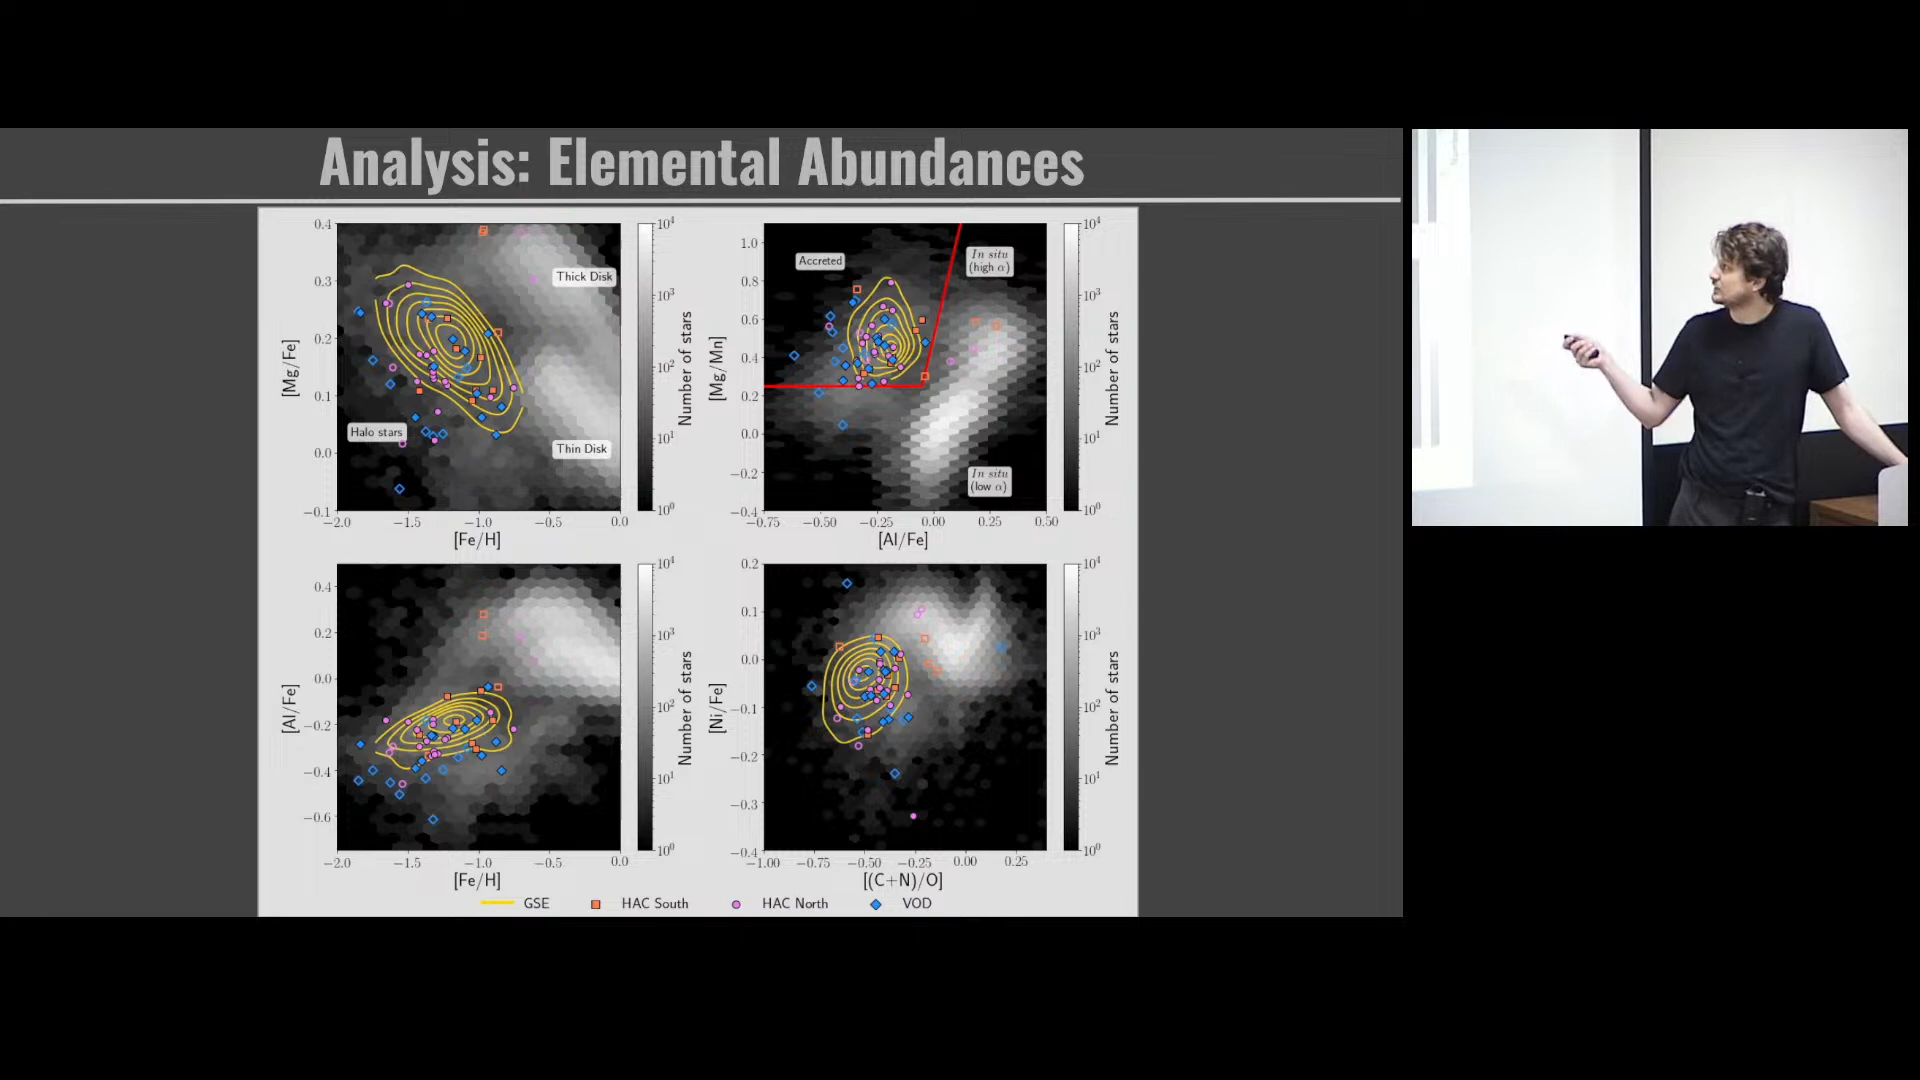 Analysis: Elemental Abundances
0.4
0.3
0.2
0.1
0.0
−0.1
[Mg/Fe]
Thick Disk
Halo stars
Thin Disk
−2.0 −1.5 −1.0 −0.5 0.0
[Fe/H]
10⁴
10³
10²
10¹
10⁰
Number of stars
1.0
0.8
0.6
0.4
0.2
0.0
−0.2
−0.4
[Mg/Mn]
Accreted
In situ
(high α)
In situ
(low α)
−0.75 −0.50 −0.25 0.00 0.25 0.50
[Al/Fe]
10⁴
10³
10²
10¹
10⁰
Number of stars
0.4
0.2
0.0
−0.2
−0.4
−0.6
[Al/Fe]
−2.0 −1.5 −1.0 −0.5 0.0
[Fe/H]
10⁴
10³
10²
10¹
10⁰
Number of stars
0.2
0.1
0.0
−0.1
−0.2
−0.3
−0.4
[Ni/Fe]
−1.00 −0.75 −0.50 −0.25 0.00 0.25
[(C+N)/O]
10⁴
10³
10²
10¹
10⁰
Number of stars
GSE HAC South HAC North VOD